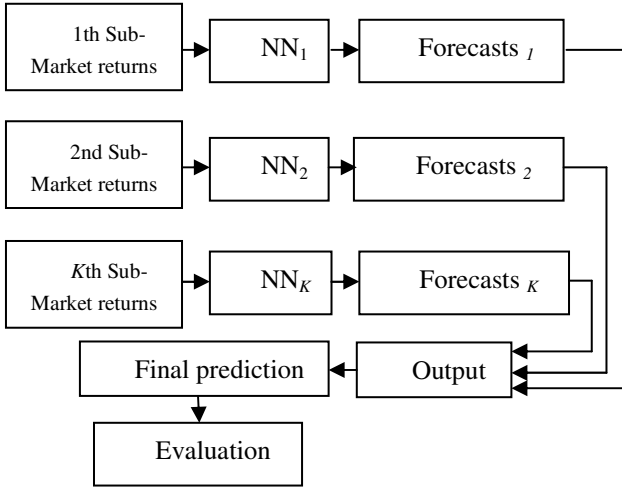 1th Sub-
Market returns
NN1
Forecasts 1
2nd Sub-
Market returns
NN2
Forecasts 2
Kth Sub-
Market returns
NNK
Forecasts K
Final prediction
Output
Evaluation